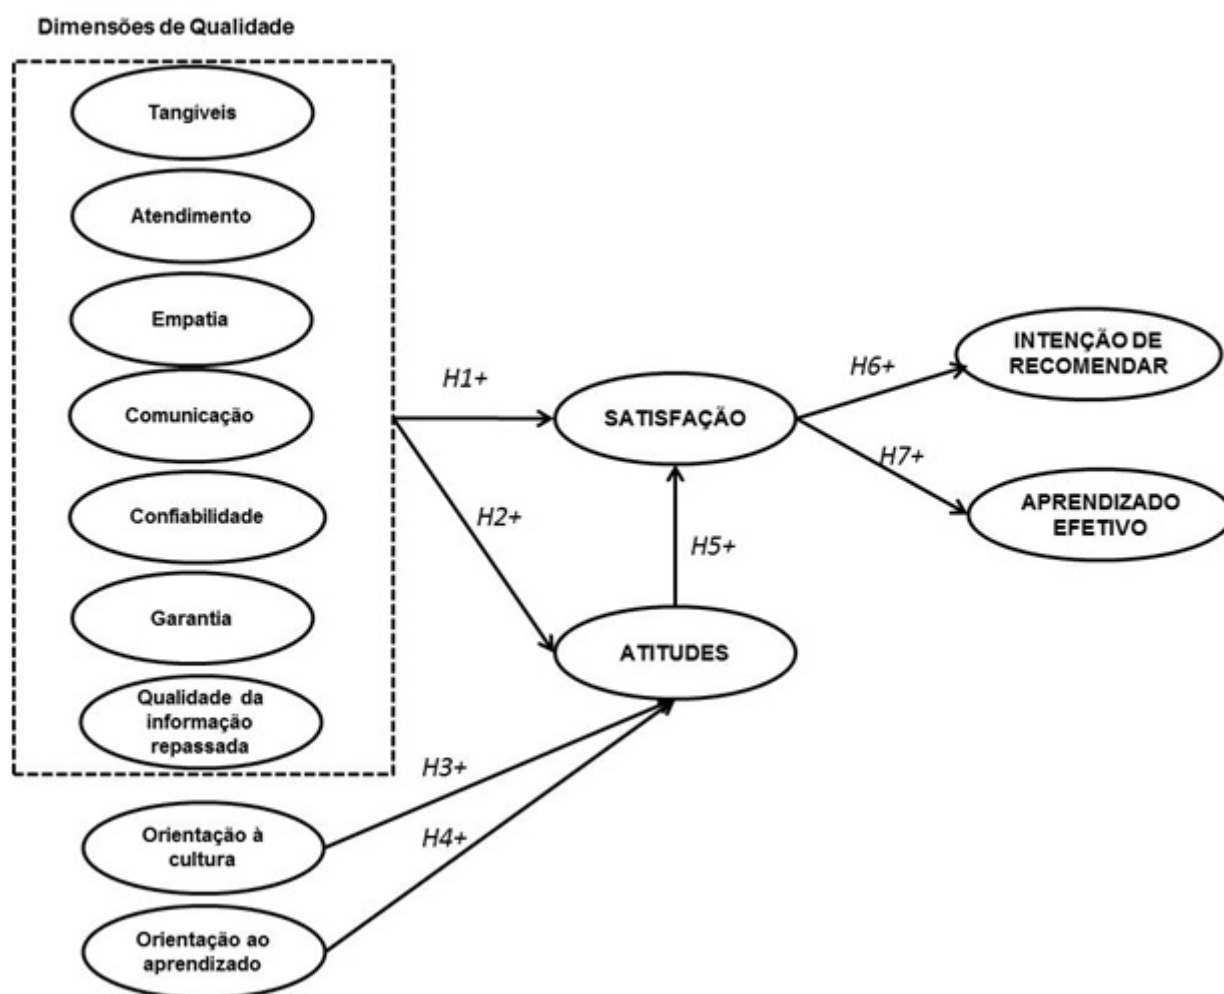 Dimensões de Qualidade
Tangíveis
Atendimento
Empatia
Comunicação
Confiabilidade
Garantia
Qualidade da
informação
repassada
Orientação à
cultura
Orientação ao
aprendizado
H1+
H2+
H3+
H4+
SATISFAÇÃO
H5+
ATITUDES
H6+
H7+
INTENÇÃO DE
RECOMENDAR
APRENDIZADO
EFETIVO